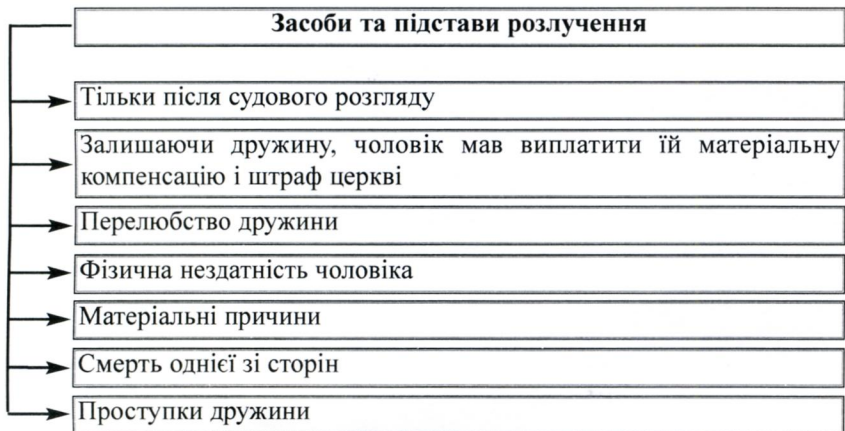 Засоби та підстави розлучення
Тільки після судового розгляду
Залишаючи дружину, чоловік мав виплатити їй матеріальну
компенсацію і штраф церкві
Перелюбство дружини
Фізична нездатність чоловіка
Матеріальні причини
Смерть однієї зі сторін
Проступки дружини